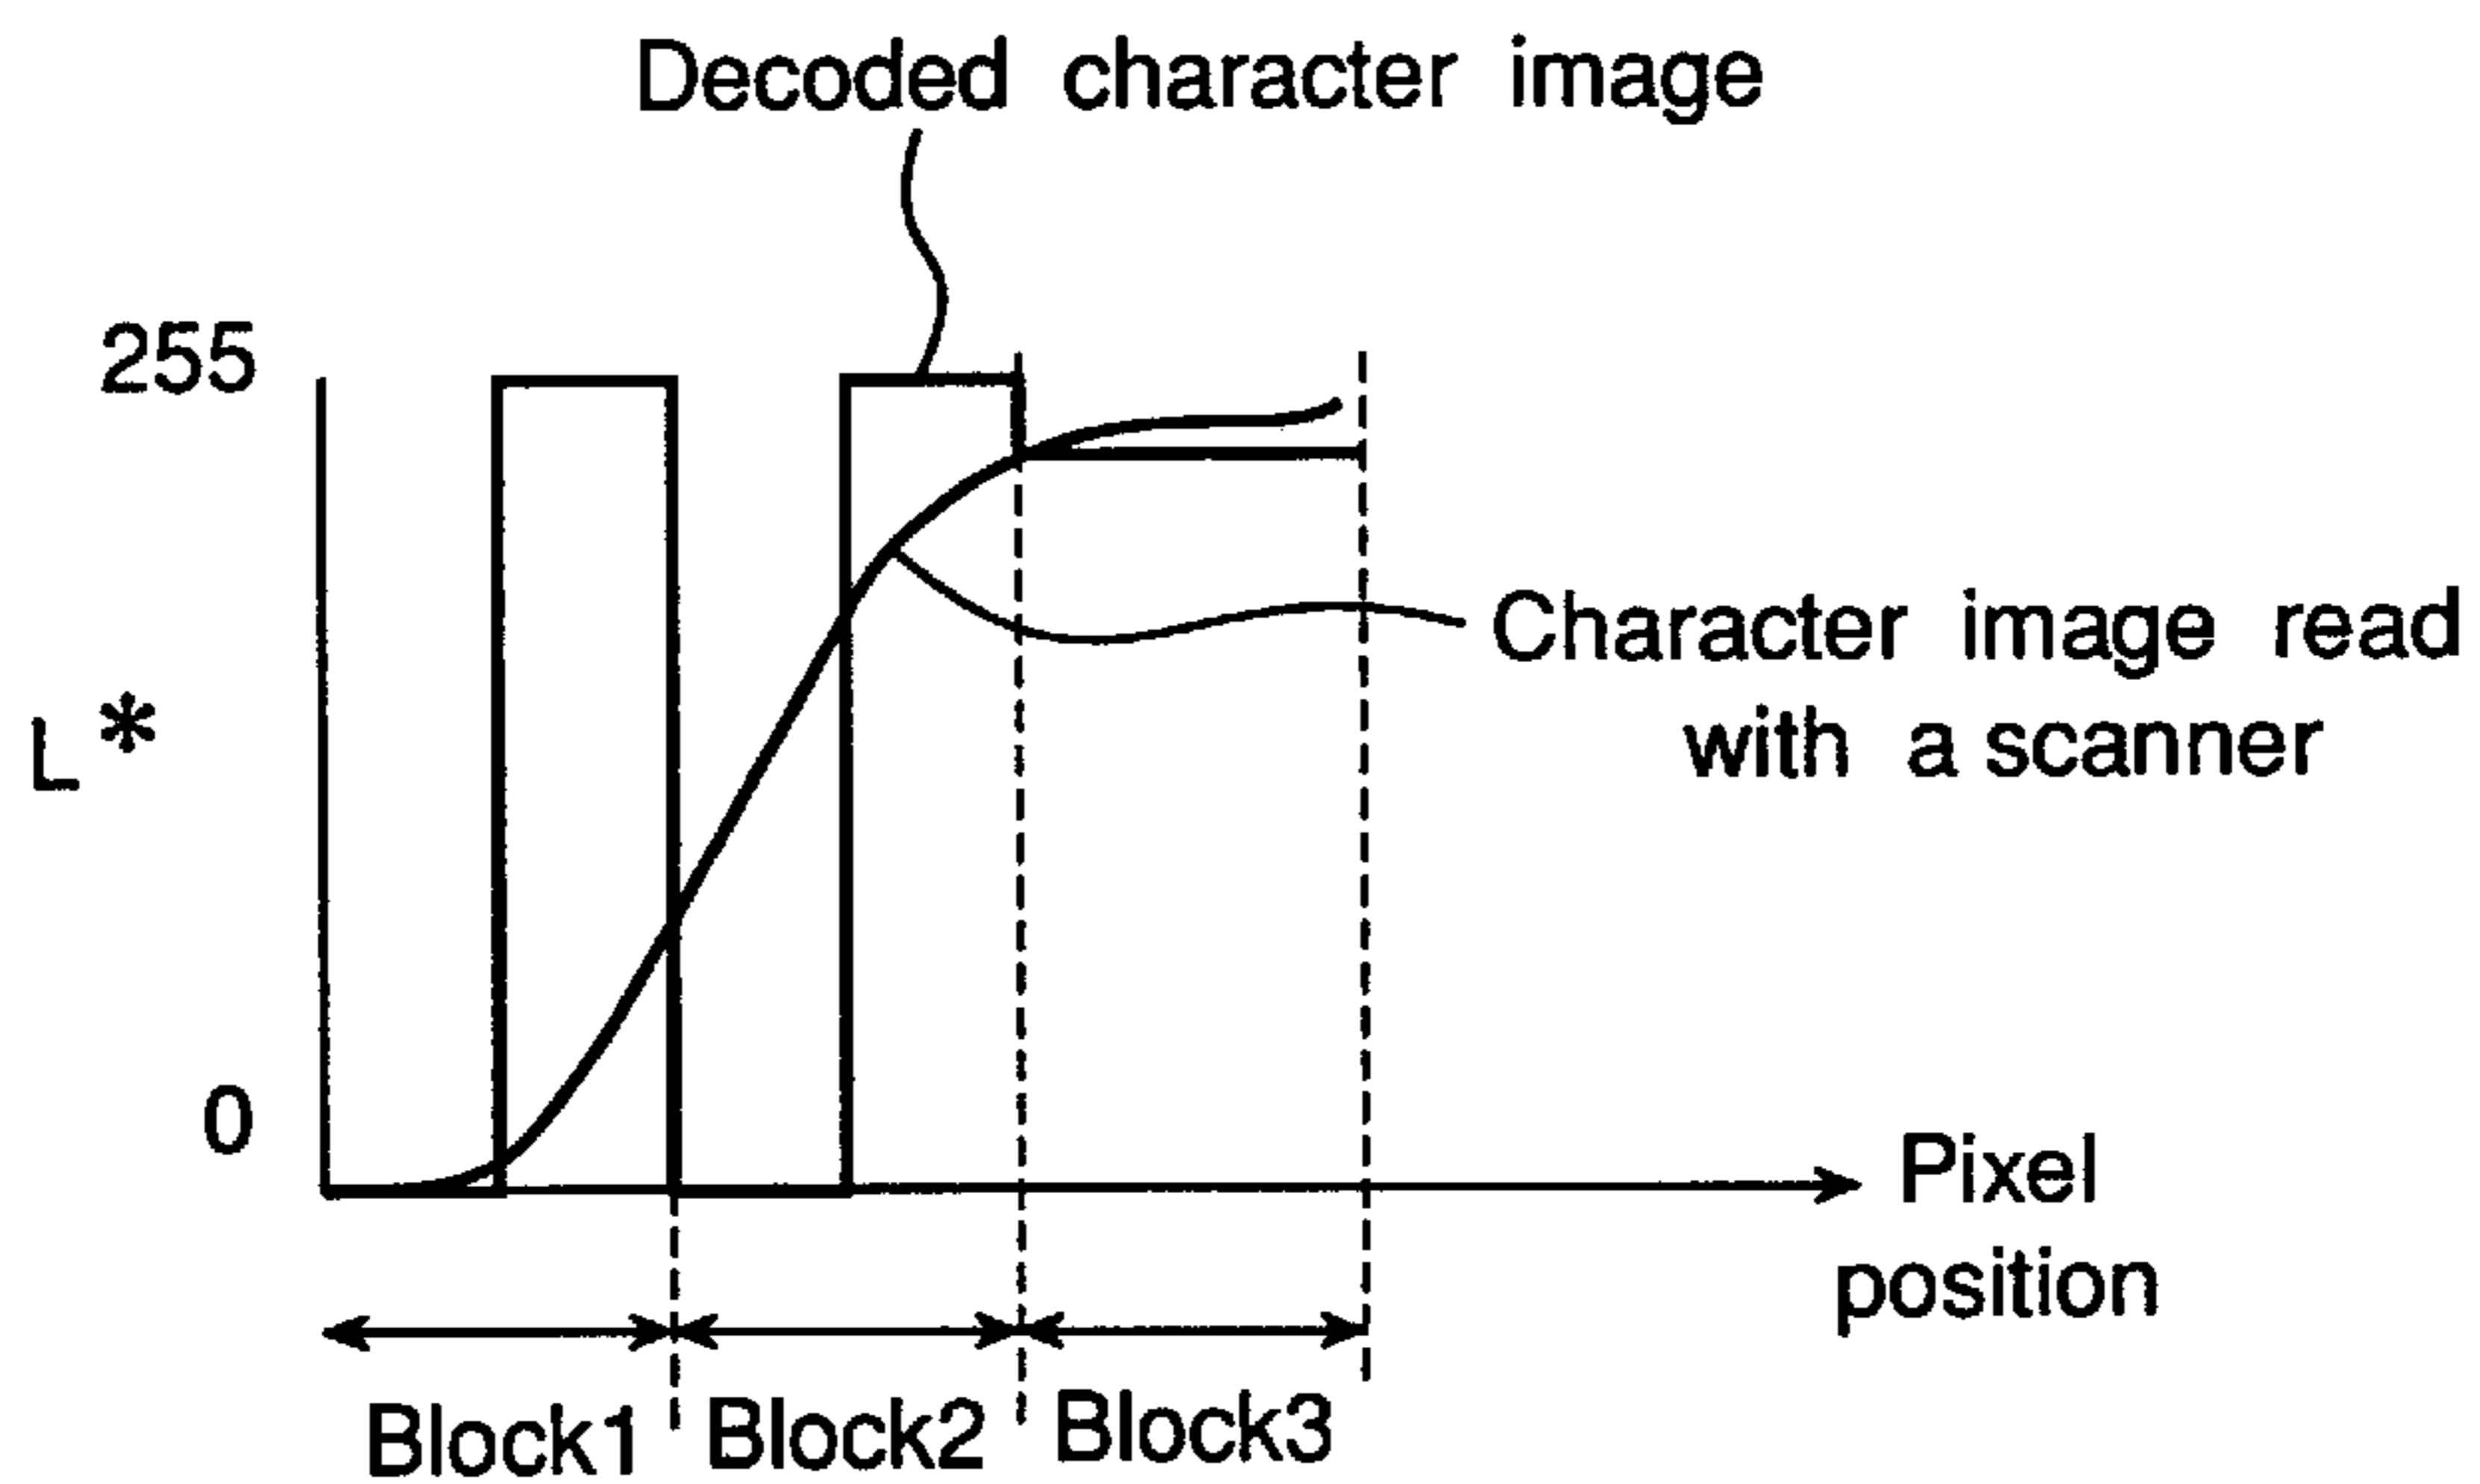 Decoded character image
255
L*
0
Character image read
with a scanner
Pixel
position
Block1 Block2 Block3